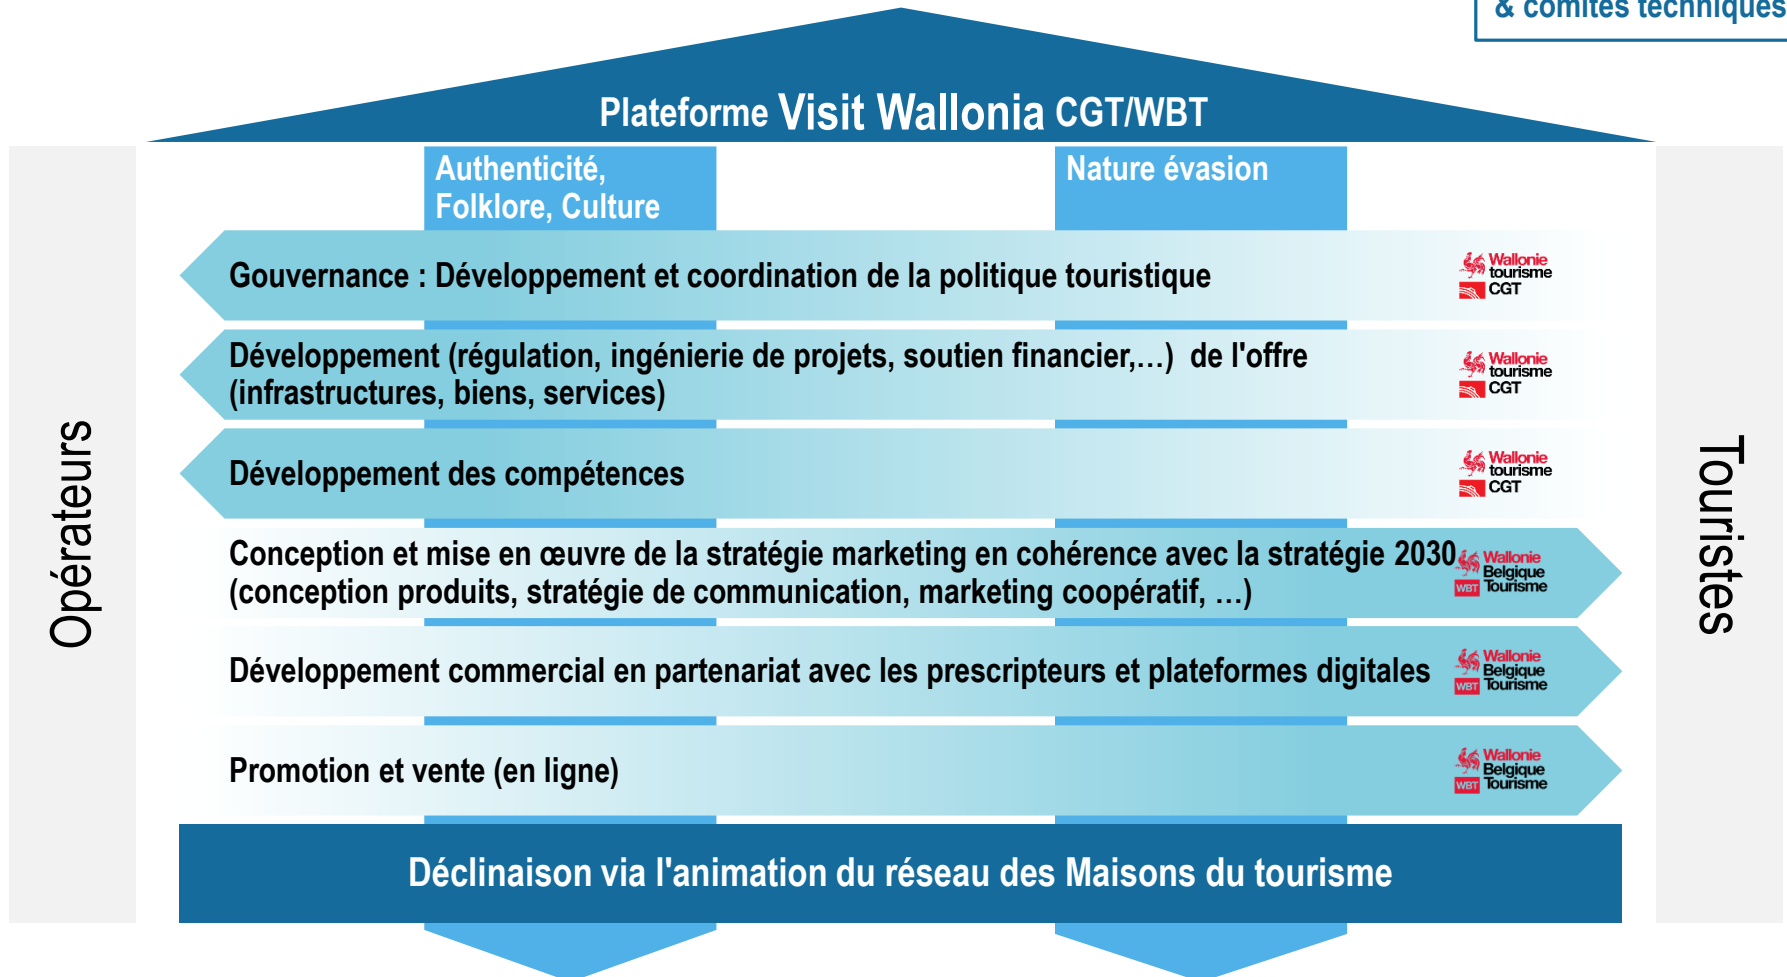 & comités techniques
Plateforme Visit Wallonia CGT/WBT
Authenticité,
Folklore, Culture
Nature évasion
Opérateurs
Gouvernance : Développement et coordination de la politique touristique
Wallonie
tourisme
CGT
Développement (régulation, ingénierie de projets, soutien financier,…) de l'offre
(infrastructures, biens, services)
Wallonie
tourisme
CGT
Développement des compétences
Wallonie
tourisme
CGT
Conception et mise en œuvre de la stratégie marketing en cohérence avec la stratégie 2030
(conception produits, stratégie de communication, marketing coopératif, …)
Wallonie
Belgique
WBT Tourisme
Développement commercial en partenariat avec les prescripteurs et plateformes digitales
Wallonie
Belgique
WBT Tourisme
Promotion et vente (en ligne)
Wallonie
Belgique
WBT Tourisme
Touristes
Déclinaison via l'animation du réseau des Maisons du tourisme